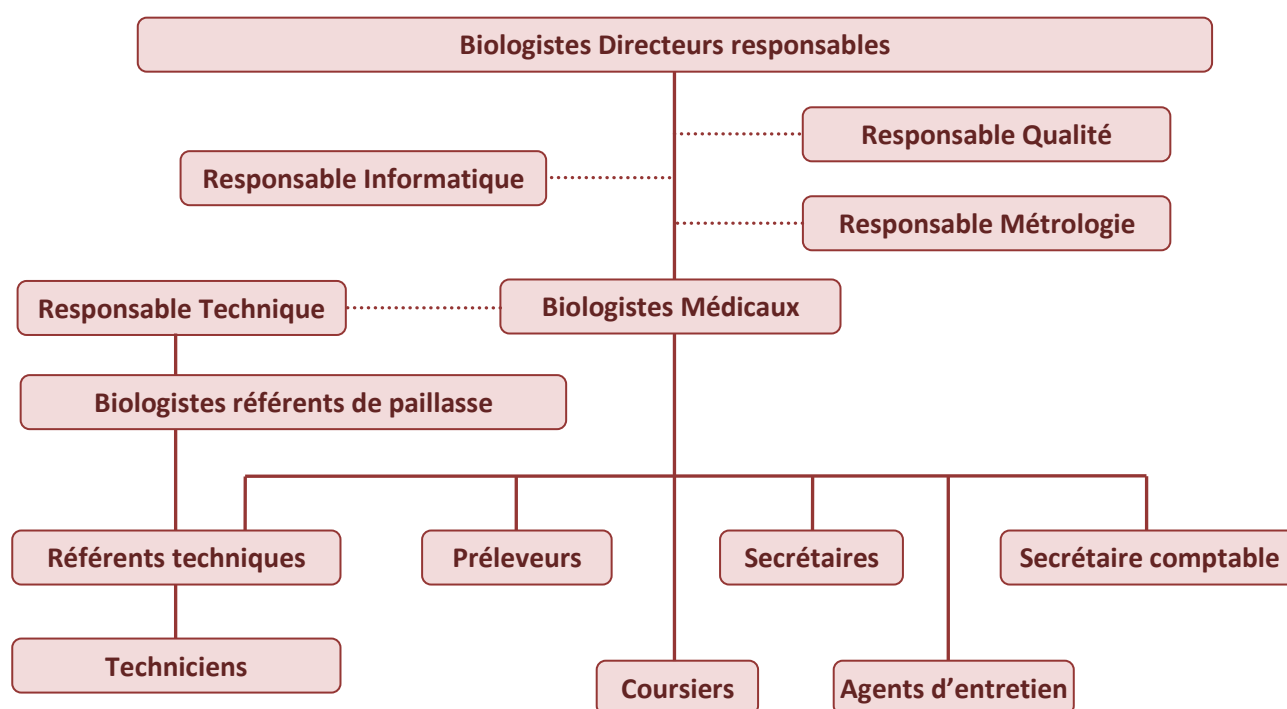 Biologistes Directeurs responsables
Responsable Qualité
Responsable Informatique
Responsable Métrologie
Responsable Technique
Biologistes Médicaux
Biologistes référents de paillasse
Référents techniques
Préleveurs
Secrétaires
Secrétaire comptable
Techniciens
Coursiers
Agents d’entretien